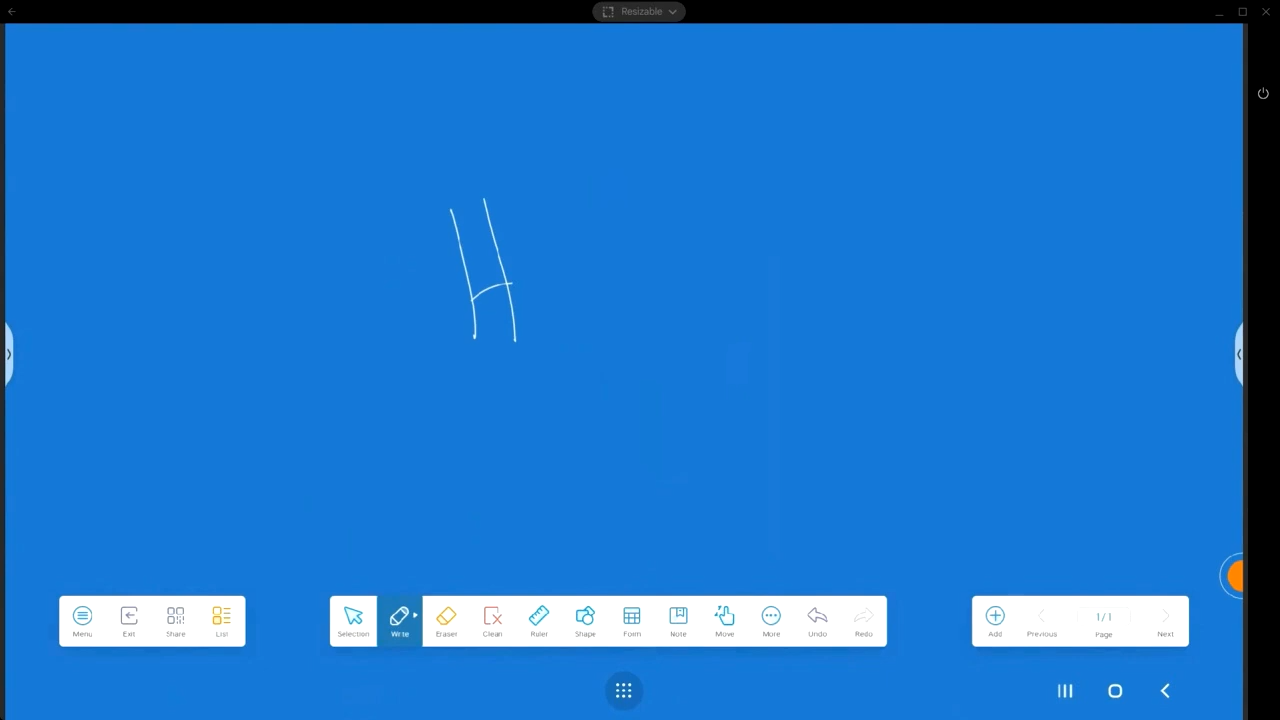 Resizable
H
Menu Exit Share List Selection Write Eraser Clean Ruler Shape Form Note Move More Undo Redo Add Previous 1/1 Page Next